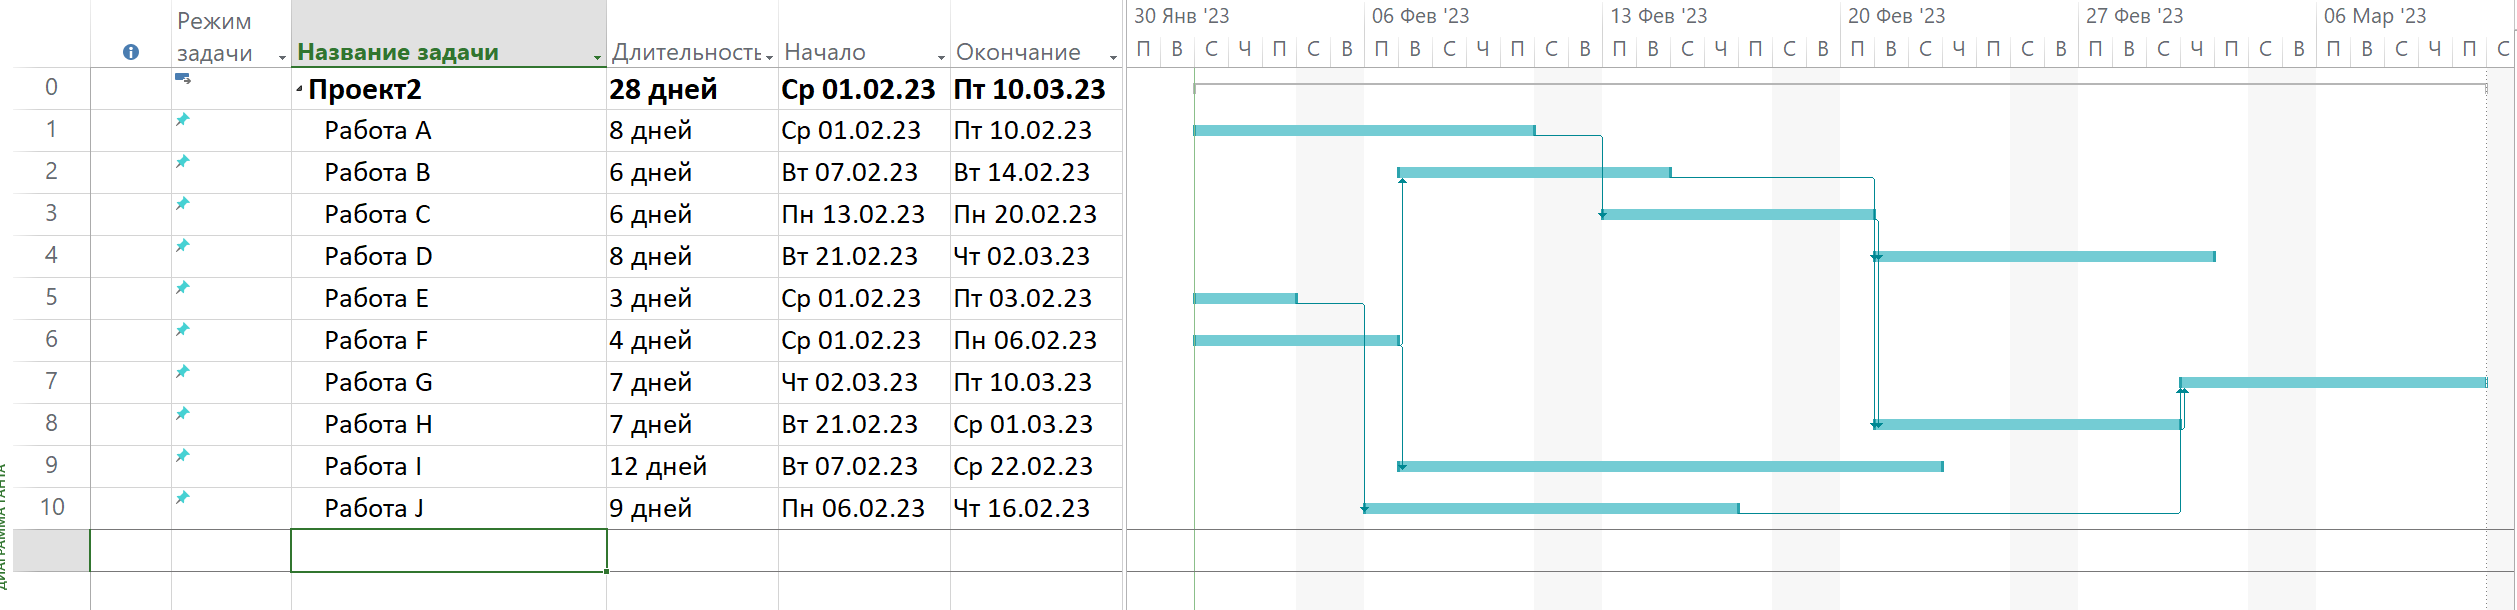 Режим задачи Название задачи Длительность Начало Окончание
30 Янв '23 06 Фев '23 13 Фев '23 20 Фев '23 27 Фев '23 06 Мар '23
П В С Ч П С В П В С Ч П С В П В С Ч П С В П В С Ч П С В П В С Ч П С В П В С Ч П С
0 Проект2 28 дней Ср 01.02.23 Пт 10.03.23
1 Работа A 8 дней Ср 01.02.23 Пт 10.02.23
2 Работа B 6 дней Вт 07.02.23 Вт 14.02.23
3 Работа C 6 дней Пн 13.02.23 Пн 20.02.23
4 Работа D 8 дней Вт 21.02.23 Чт 02.03.23
5 Работа E 3 дней Ср 01.02.23 Пт 03.02.23
6 Работа F 4 дней Ср 01.02.23 Пн 06.02.23
7 Работа G 7 дней Чт 02.03.23 Пт 10.03.23
8 Работа H 7 дней Вт 21.02.23 Ср 01.03.23
9 Работа I 12 дней Вт 07.02.23 Ср 22.02.23
10 Работа J 9 дней Пн 06.02.23 Чт 16.02.23
ДИАГРАММА ГАНТА